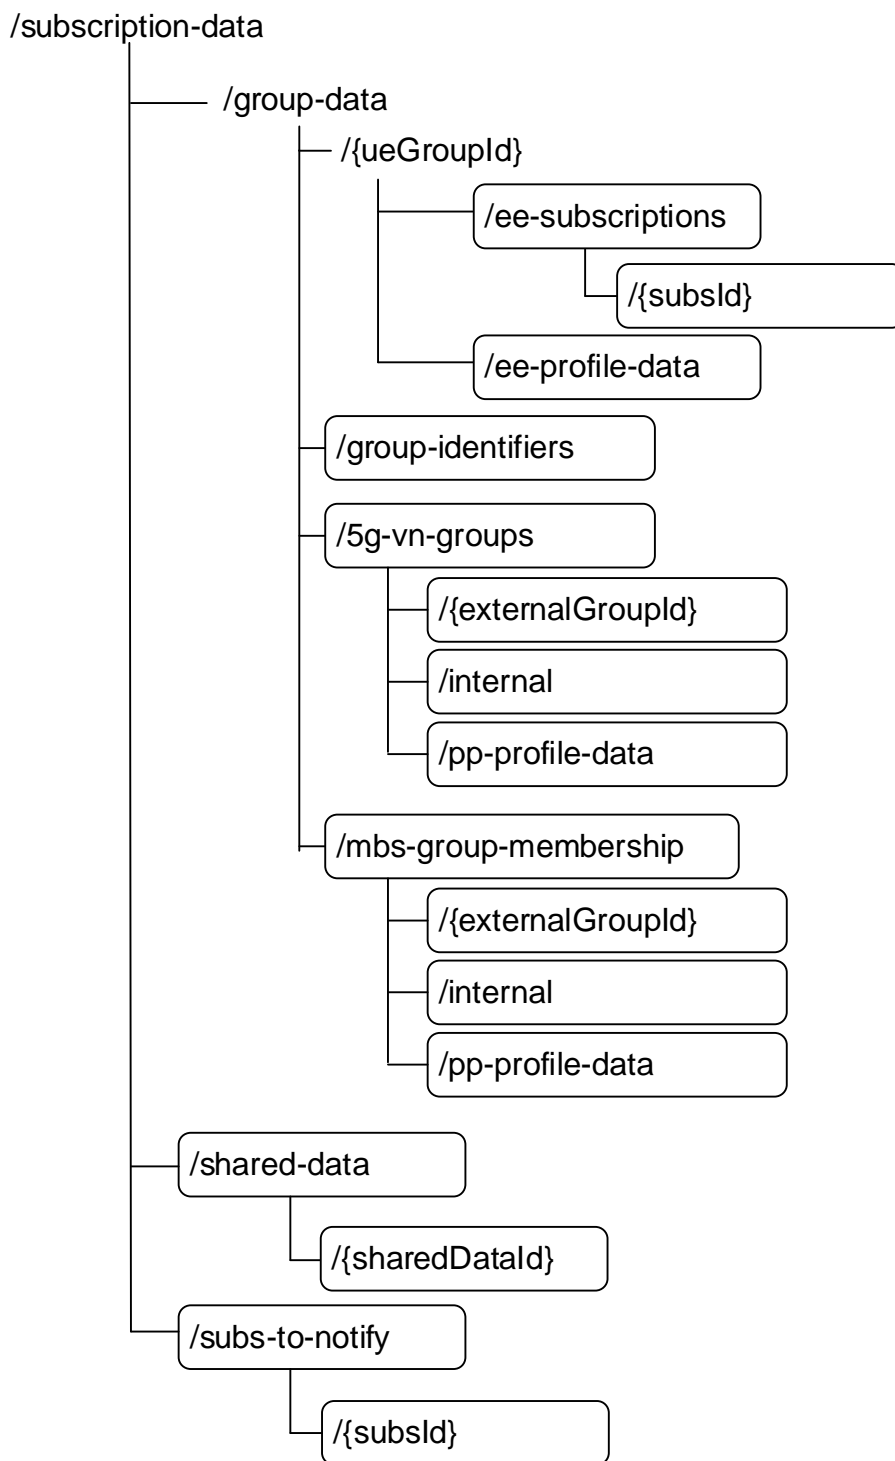 /subscription-data
/group-data
/{ueGroupId}
/ee-subscriptions
/{subsId}
/ee-profile-data
/group-identifiers
/5g-vn-groups
/{externalGroupId}
/internal
/pp-profile-data
/mbs-group-membership
/{externalGroupId}
/internal
/pp-profile-data
/shared-data
/{sharedDataId}
/subs-to-notify
/{subsId}